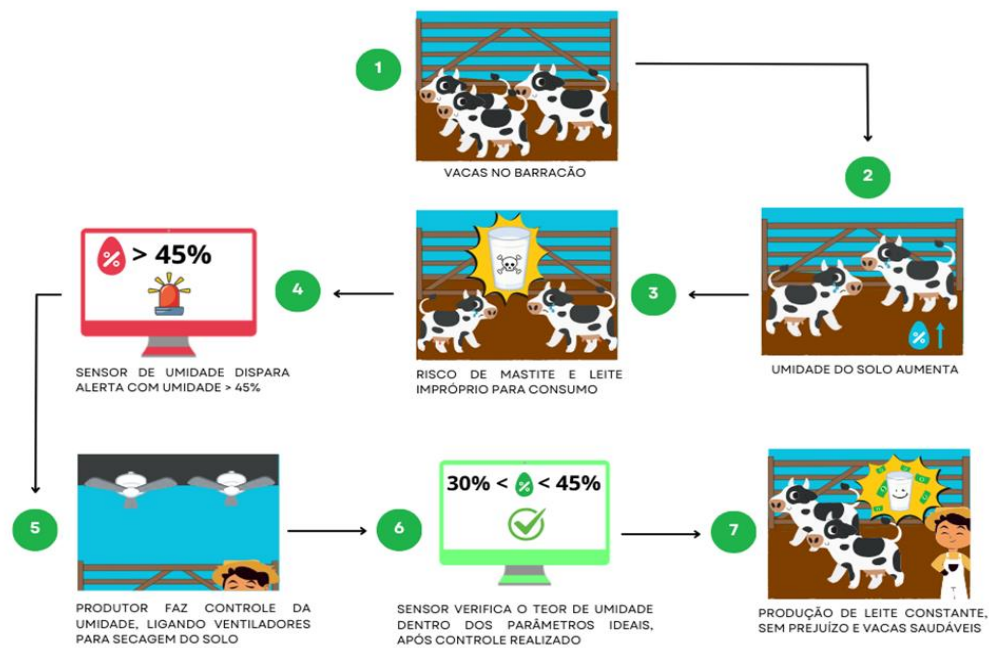 1
VACAS NO BARRACÃO
2
UMIDADE DO SOLO AUMENTA
3
RISCO DE MASTITE E LEITE
IMPRÓPRIO PARA CONSUMO
4
> 45%
SENSOR DE UMIDADE DISPARA
ALERTA COM UMIDADE > 45%
5
PRODUTOR FAZ CONTROLE DA
UMIDADE, LIGANDO VENTILADORES
PARA SECAGEM DO SOLO
6
30% < % < 45%
SENSOR VERIFICA O TEOR DE UMIDADE
DENTRO DOS PARÂMETROS IDEAIS,
APÓS CONTROLE REALIZADO
7
PRODUÇÃO DE LEITE CONSTANTE,
SEM PREJUÍZO E VACAS SAUDÁVEIS